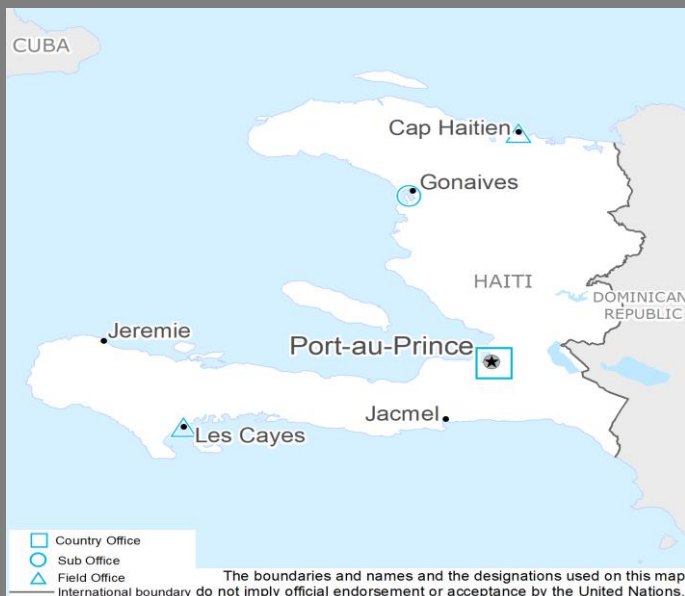 CUBA
Cap Haitien
Gonaives
HAITI
DOMINICAN
REPUBLIC
Jeremie
Port-au-Prince
Jacmel
Les Cayes
Country Office
Sub Office
Field Office
The boundaries and names and the designations used on this map
International boundary do not imply official endorsement or acceptance by the United Nations.